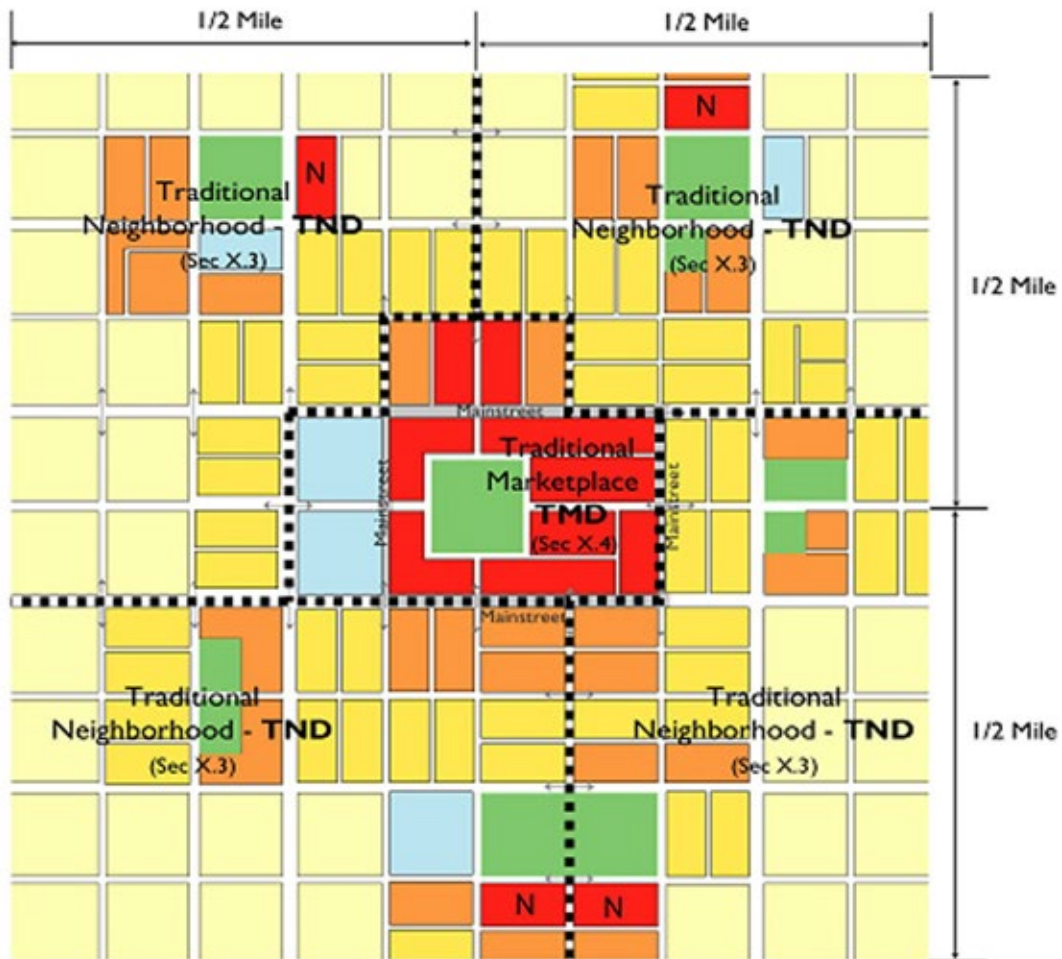 1/2 Mile
1/2 Mile
N
N
Traditional
Neighborhood - TND
(Sec X.3)
Traditional
Neighborhood - TND
(Sec X.3)
1/2 Mile
Mainstreet
Traditional
Marketplace
TMD
(Sec X.4)
Mainstreet
Mainstreet
Mainstreet
Traditional
Neighborhood - TND
(Sec X.3)
Traditional
Neighborhood - TND
(Sec X.3)
1/2 Mile
N
N